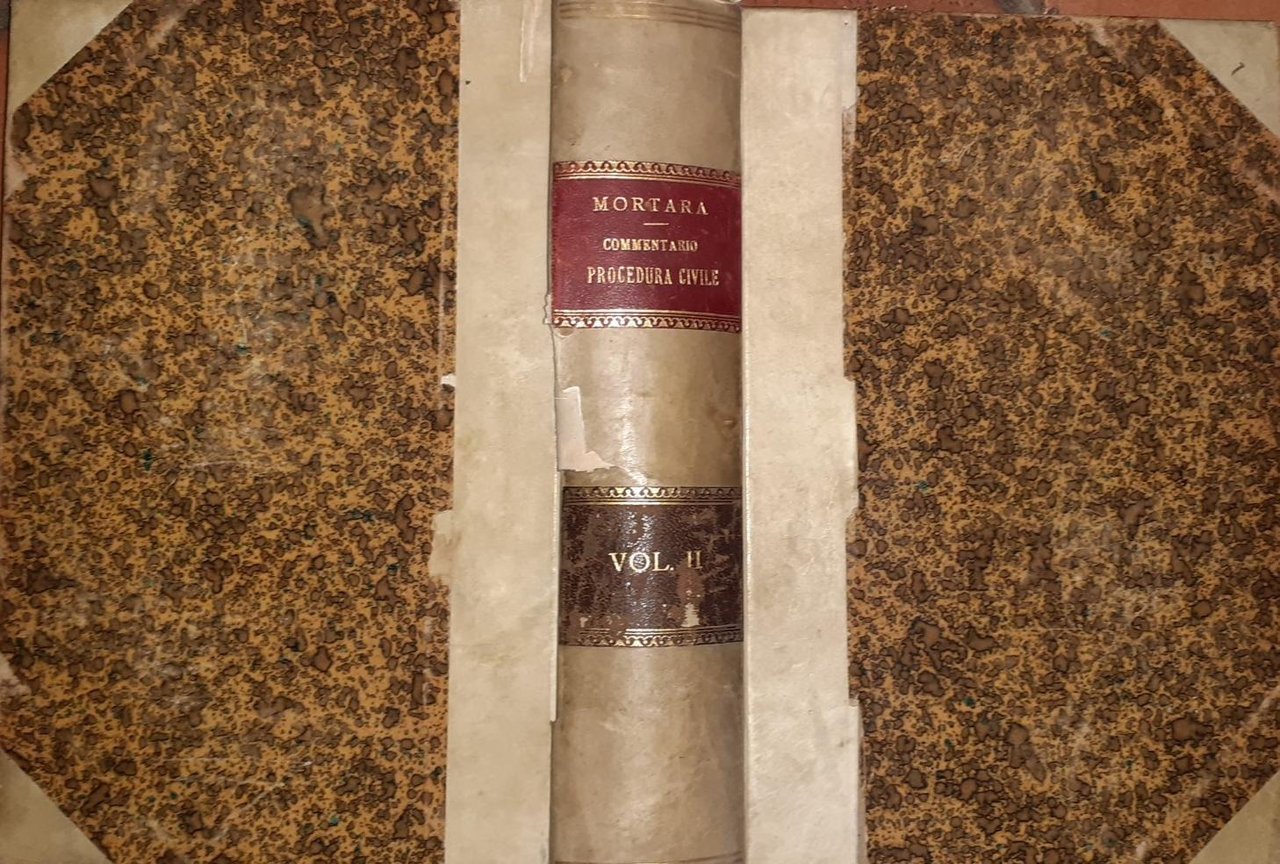 MORTARA
COMMENTARIO
PROCEDURA CIVILE
VOL. II